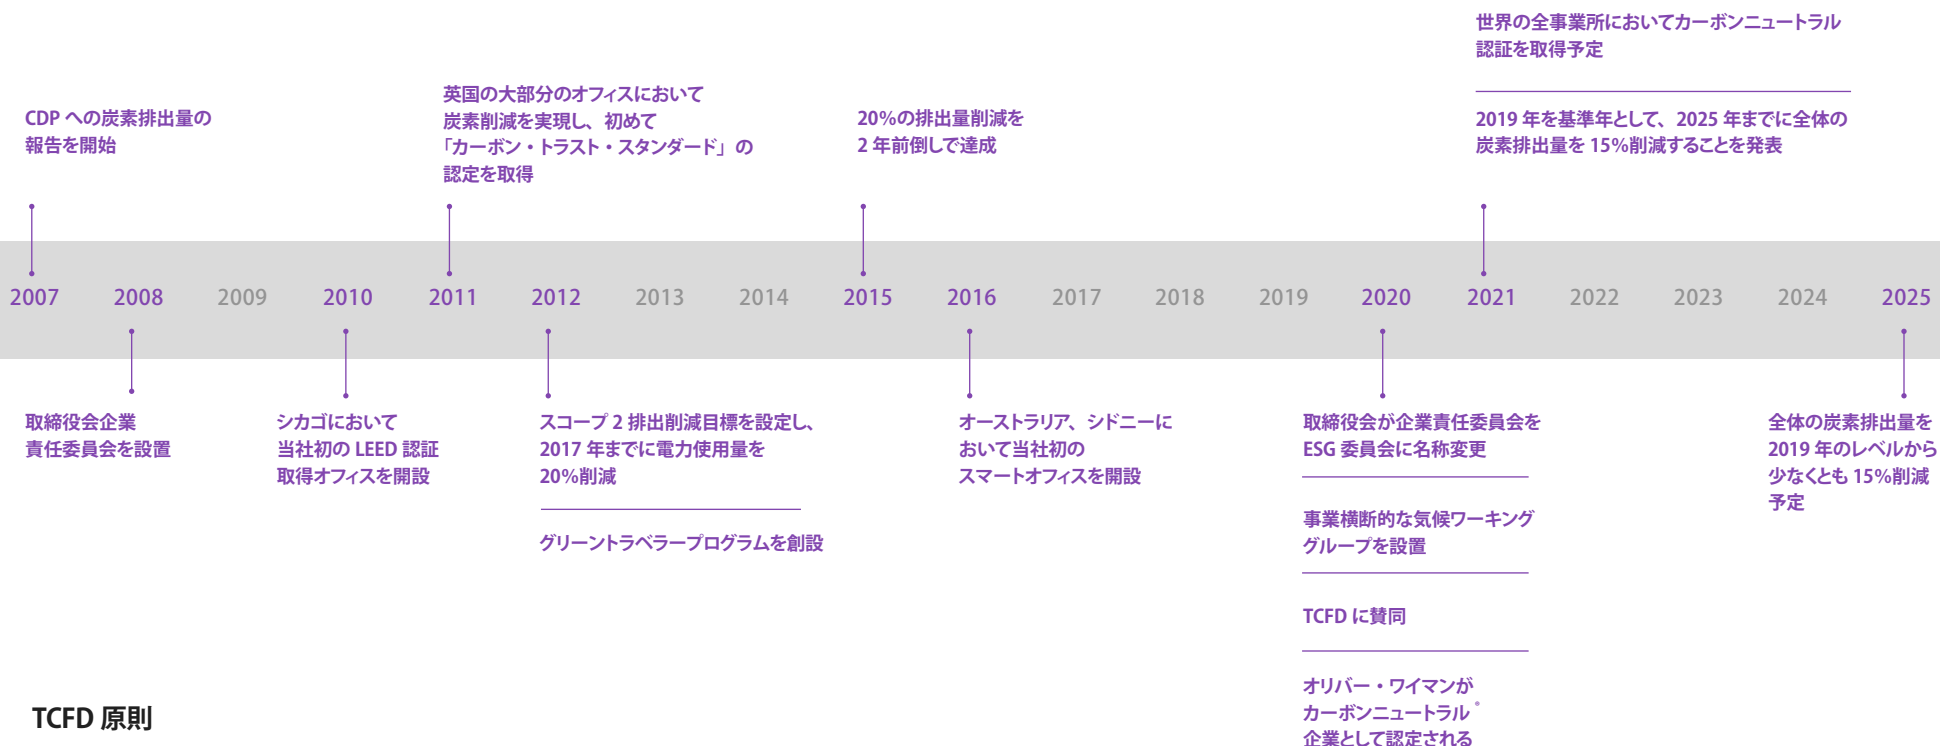 世界の全事業所においてカーボンニュートラル
認証を取得予定
2019 年を基準年として、2025 年までに全体の
炭素排出量を 15%削減することを発表
CDP への炭素排出量の
報告を開始
英国の大部分のオフィスにおいて
炭素削減を実現し、初めて
「カーボン・トラスト・スタンダード」の
認定を取得
20%の排出量削減を
2 年前倒しで達成
2007 2008 2009 2010 2011 2012 2013 2014 2015 2016 2017 2018 2019 2020 2021 2022 2023 2024 2025
取締役会企業
責任委員会を設置
シカゴにおいて
当社初の LEED 認証
取得オフィスを開設
スコープ 2 排出削減目標を設定し、
2017 年までに電力使用量を
20%削減
グリーントラベラープログラムを創設
オーストラリア、シドニーに
おいて当社初の
スマートオフィスを開設
取締役会が企業責任委員会を
ESG 委員会に名称変更
事業横断的な気候ワーキング
グループを設置
TCFD に賛同
オリバー・ワイマンが
カーボンニュートラル®
企業として認定される
全体の炭素排出量を
2019 年のレベルから
少なくとも 15%削減
予定
TCFD 原則